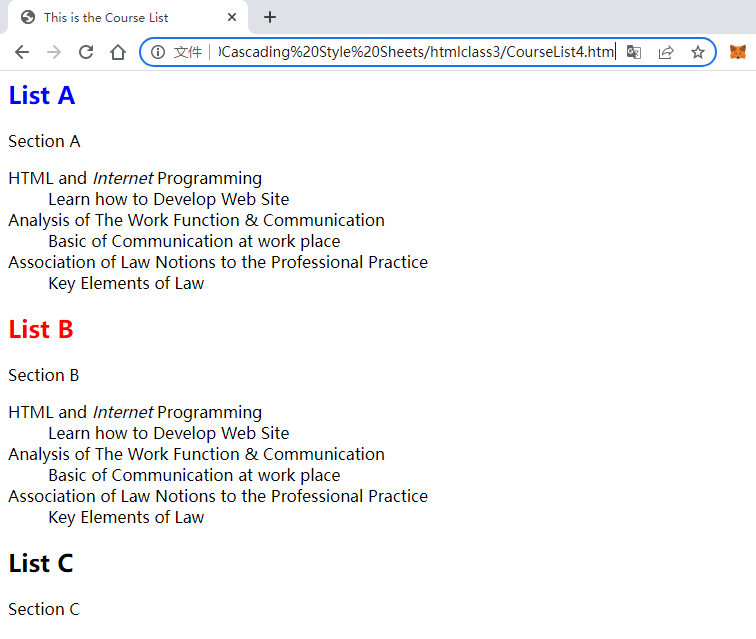 This is the Course List
文件 Cascading%20Style%20Sheets/htmlclass3/CourseList4.htm
List A
Section A
HTML and Internet Programming
Learn how to Develop Web Site
Analysis of The Work Function & Communication
Basic of Communication at work place
Association of Law Notions to the Professional Practice
Key Elements of Law
List B
Section B
HTML and Internet Programming
Learn how to Develop Web Site
Analysis of The Work Function & Communication
Basic of Communication at work place
Association of Law Notions to the Professional Practice
Key Elements of Law
List C
Section C